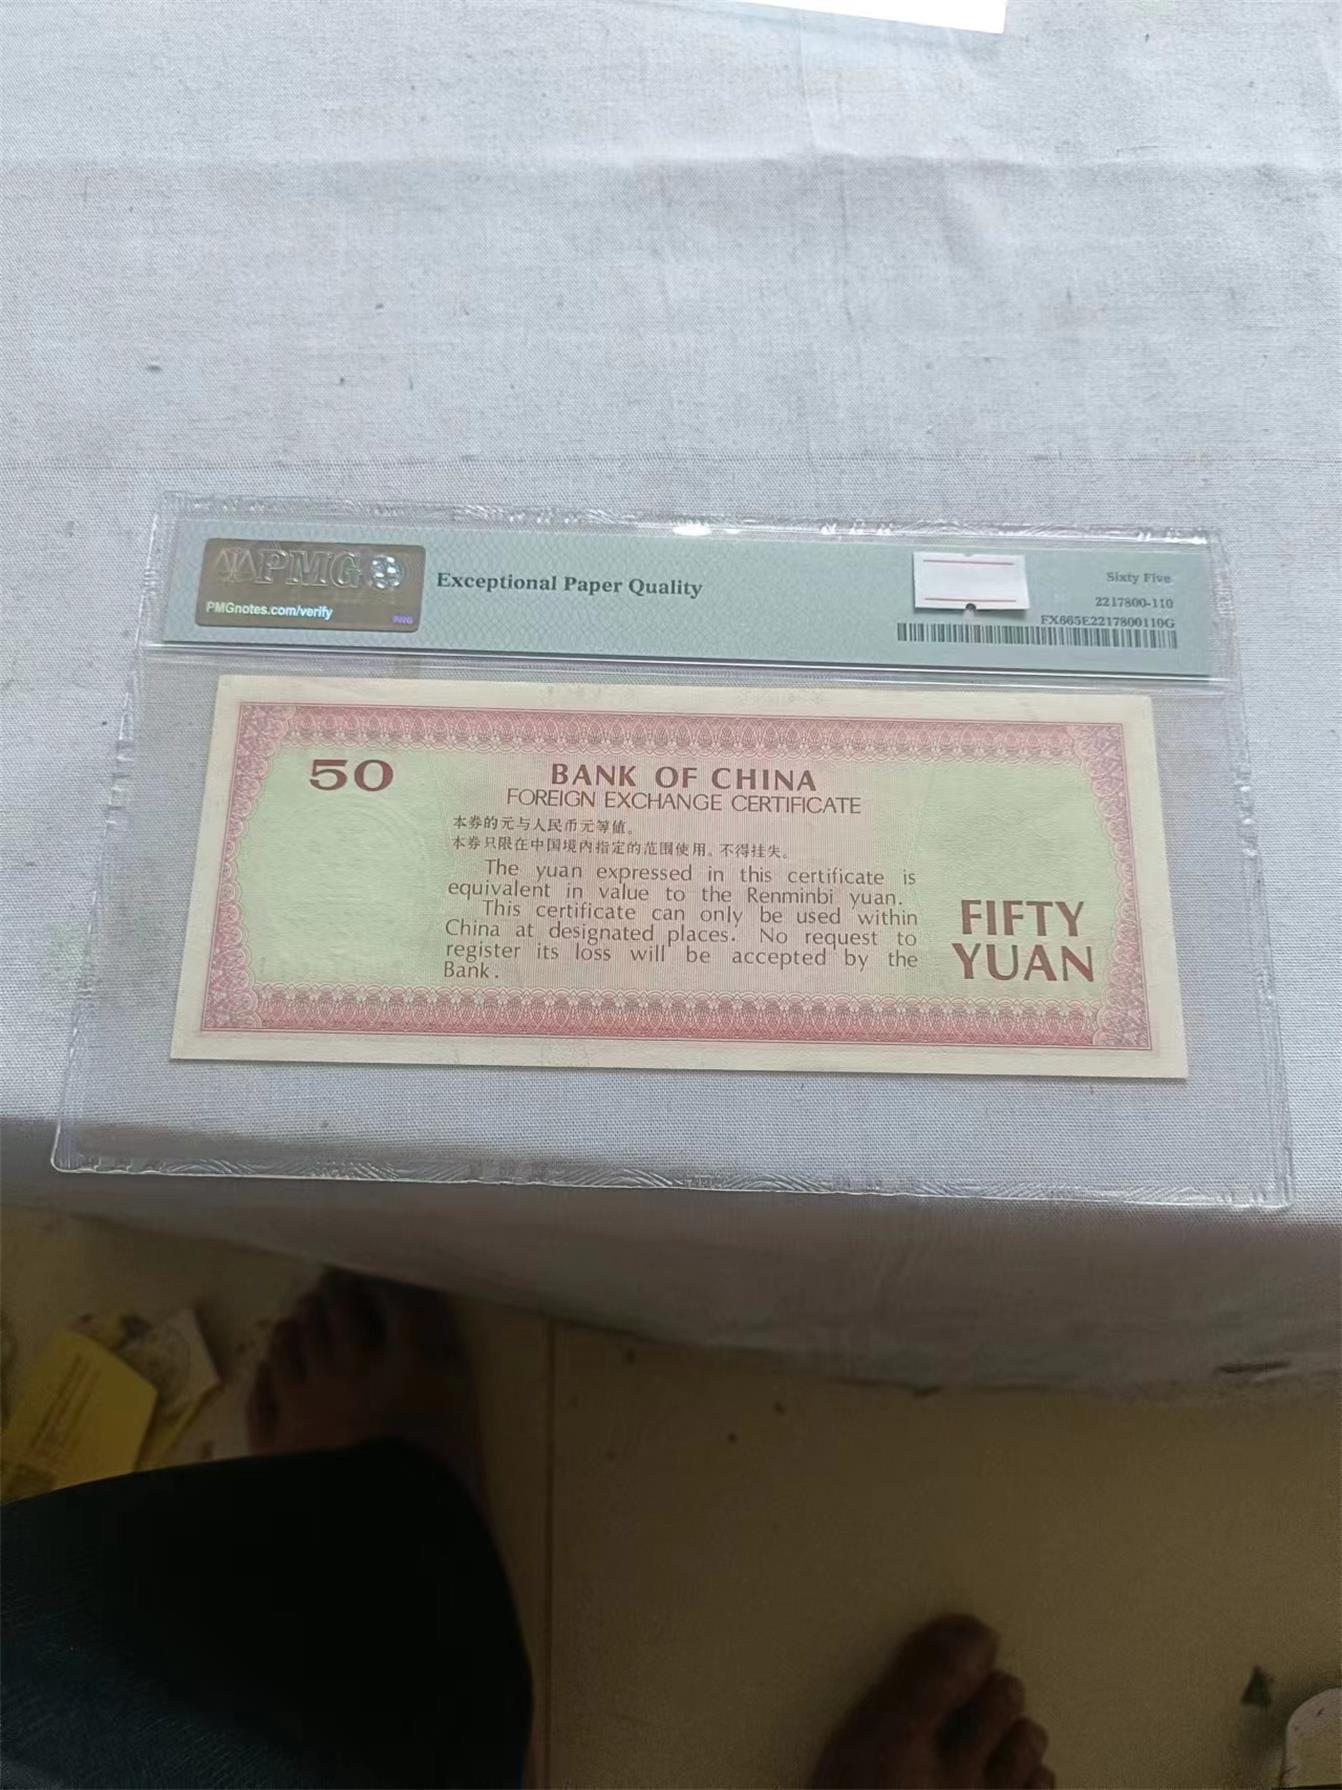 PMG
PMGnotes.com/verify
PMG
Exceptional Paper Quality
Sixty Five
2217800-110
FX665E2217800110G
50
BANK OF CHINA
FOREIGN EXCHANGE CERTIFICATE
本券的元与人民币元等值。
本券只限在中国境内指定的范围使用。不得挂失。
The yuan expressed in this certificate is
equivalent in value to the Renminbi yuan.
This certificate can only be used within
China at designated places. No request to
register its loss will be accepted by the
Bank.
FIFTY
YUAN